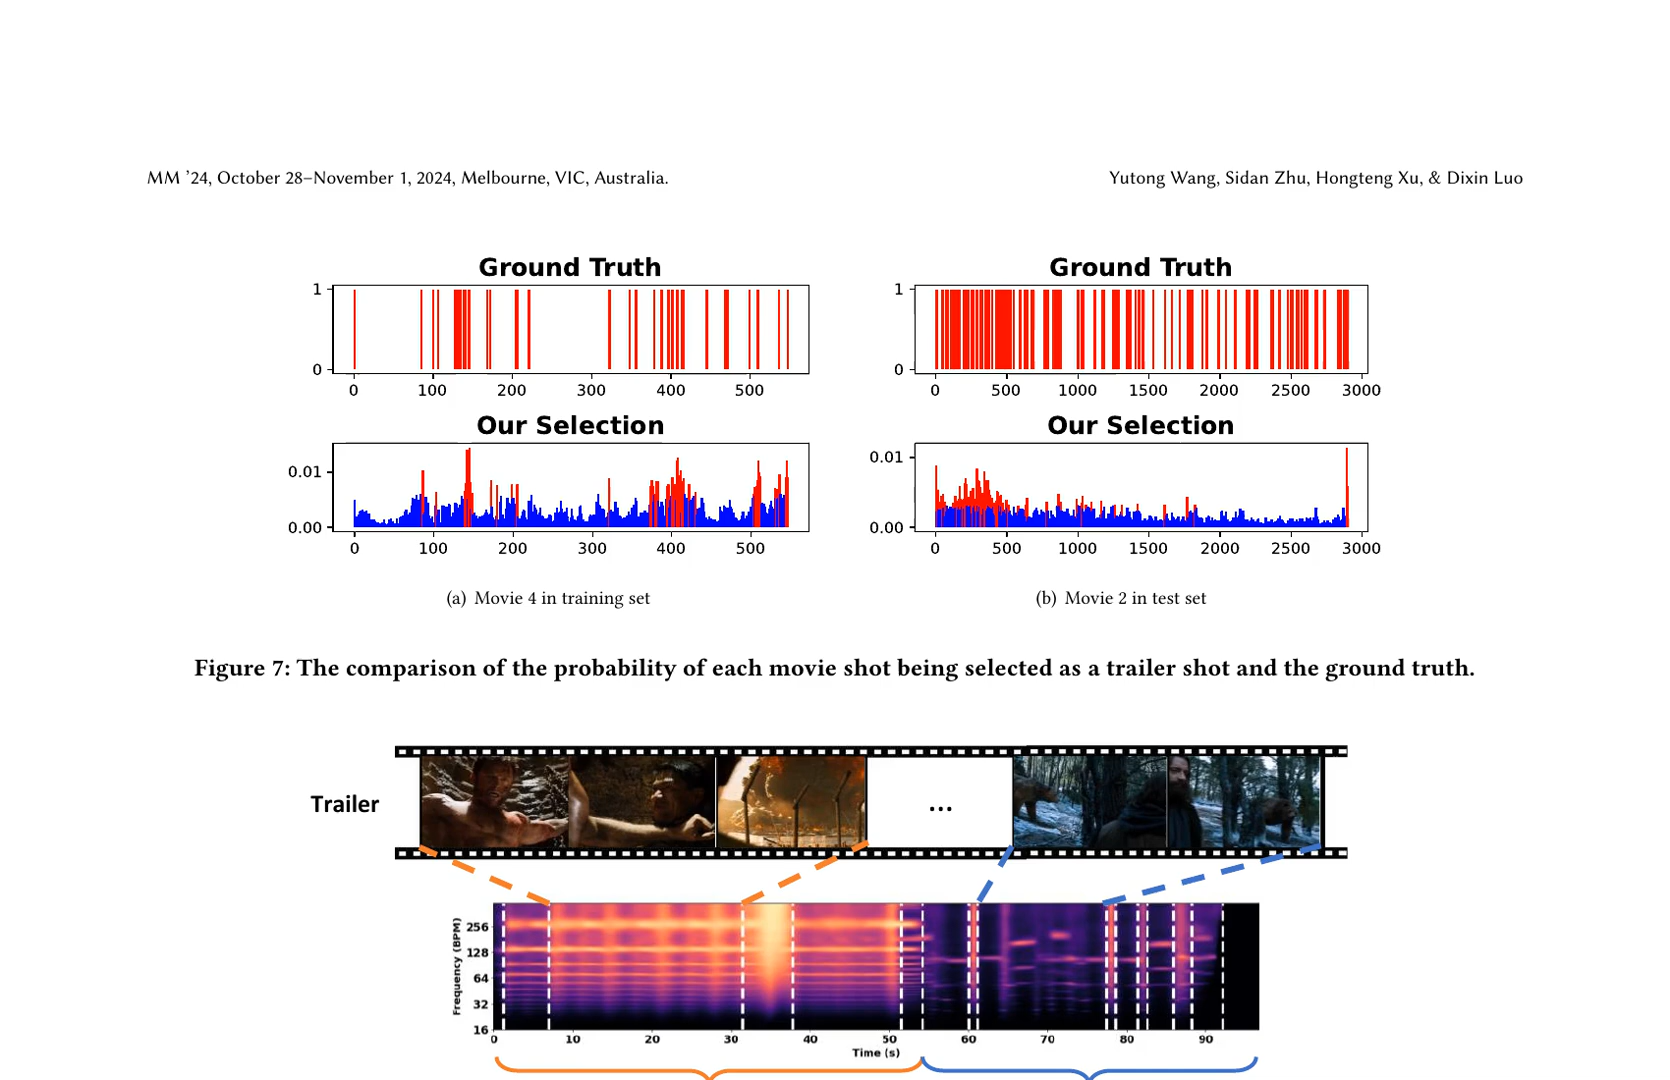 MM ’24, October 28–November 1, 2024, Melbourne, VIC, Australia.
Yutong Wang, Sidan Zhu, Hongteng Xu, & Dixin Luo
Ground Truth
1
0
0 100 200 300 400 500
Our Selection
0.01
0.00
0 100 200 300 400 500
(a) Movie 4 in training set
Ground Truth
1
0
0 500 1000 1500 2000 2500 3000
Our Selection
0.01
0.00
0 500 1000 1500 2000 2500 3000
(b) Movie 2 in test set
Figure 7: The comparison of the probability of each movie shot being selected as a trailer shot and the ground truth.
Trailer
...
Frequency (BPM)
256
128
64
32
16
0 10 20 30 40 50 60 70 80 90
Time (s)